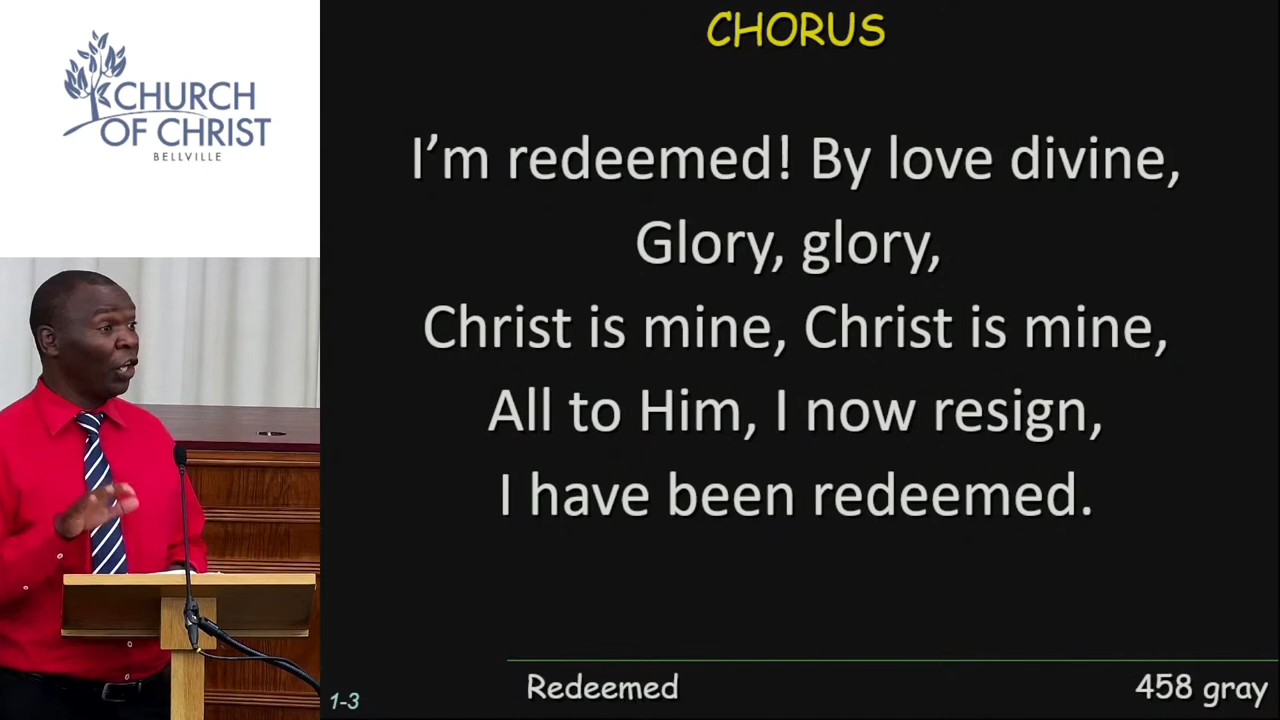 CHURCH
OF CHRIST
BELLVILLE
CHORUS
I’m redeemed! By love divine,
Glory, glory,
Christ is mine, Christ is mine,
All to Him, I now resign,
I have been redeemed.
1-3
Redeemed
458 gray